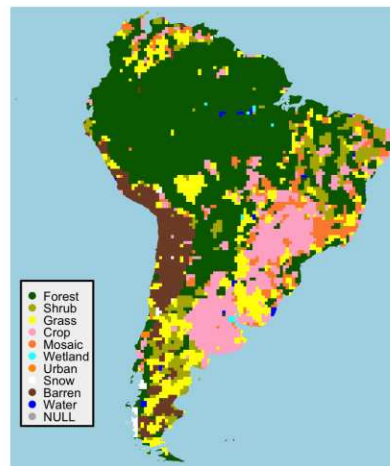 Forest
Shrub
Grass
Crop
Mosaic
Wetland
Urban
Snow
Barren
Water
NULL